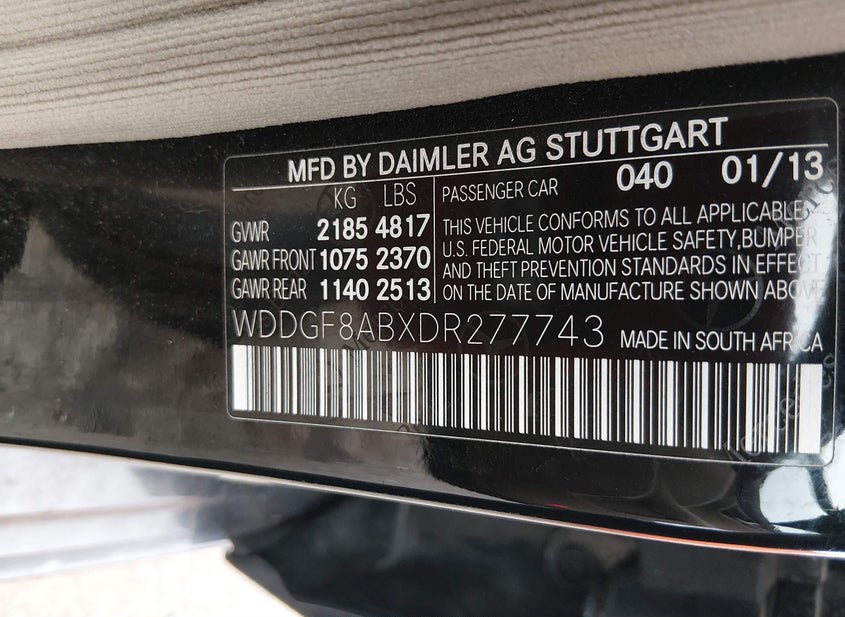 MFD BY DAIMLER AG STUTTGART
KG LBS PASSENGER CAR 040 01/13
GVWR 2185 4817
GAWR FRONT 1075 2370
GAWR REAR 1140 2513
THIS VEHICLE CONFORMS TO ALL APPLICABLE
U.S. FEDERAL MOTOR VEHICLE SAFETY,BUMPER
AND THEFT PREVENTION STANDARDS IN EFFECT
ON THE DATE OF MANUFACTURE SHOWN ABOVE
WDDGF8ABXDR277743 MADE IN SOUTH AFRICA